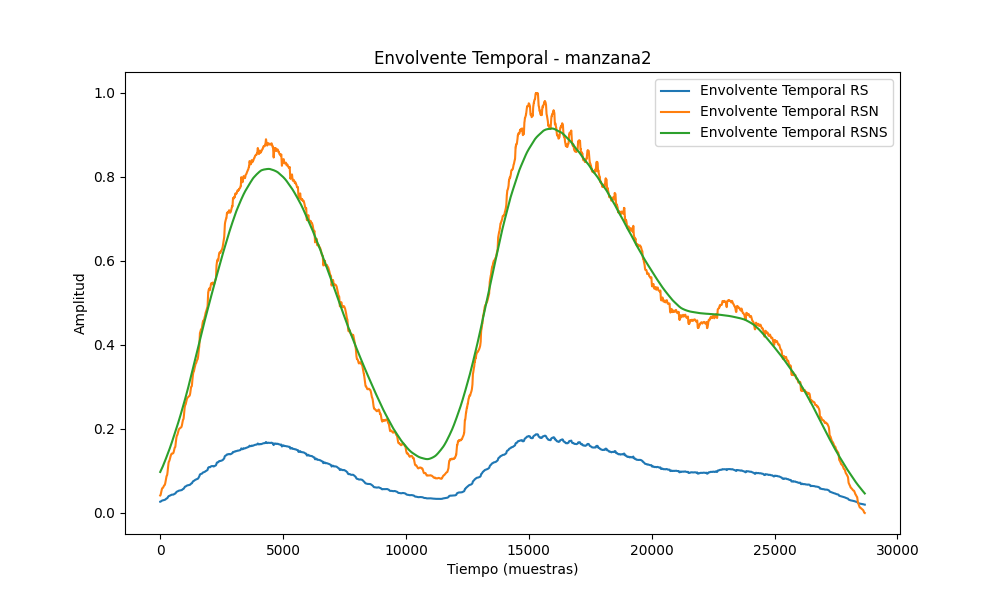 Envolvente Temporal - manzana2
Envolvente Temporal RS
Envolvente Temporal RSN
Envolvente Temporal RSNS
Amplitud
1.0
0.8
0.6
0.4
0.2
0.0
0 5000 10000 15000 20000 25000 30000
Tiempo (muestras)